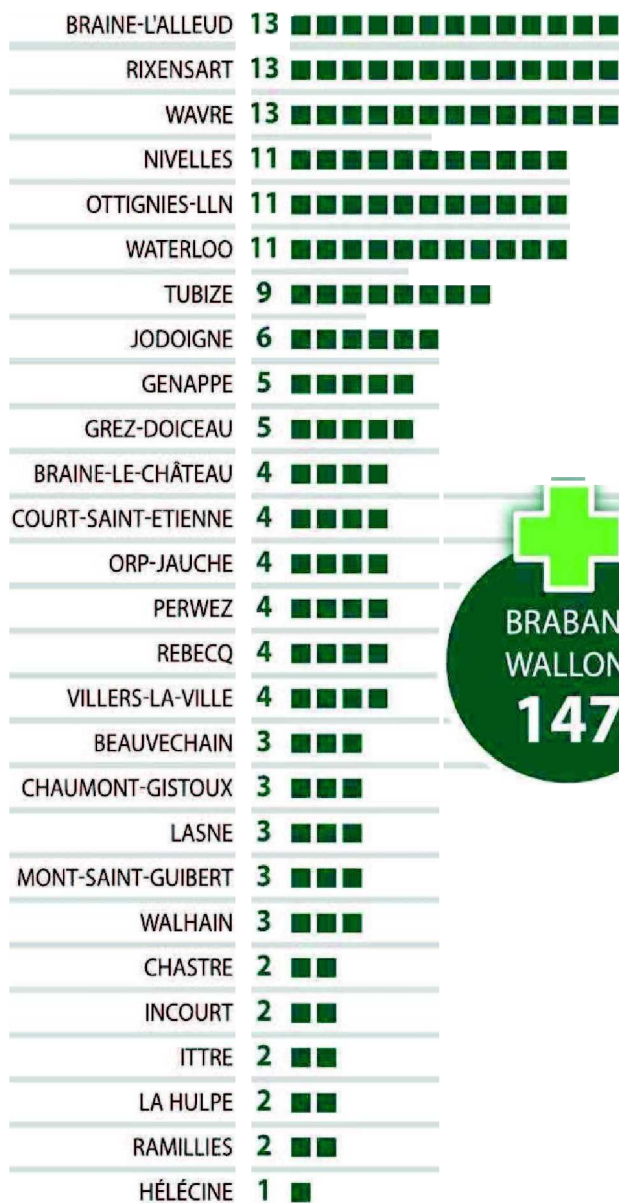 BRAINE-L'ALLEUD 13
RIXENSART 13
WAVRE 13
NIVELLES 11
OTTIGNIES-LLN 11
WATERLOO 11
TUBIZE 9
JODOIGNE 6
GENAPPE 5
GREZ-DOICEAU 5
BRAINE-LE-CHÂTEAU 4
COURT-SAINT-ETIENNE 4
ORP-JAUCHE 4
PERWEZ 4
REBECQ 4
VILLERS-LA-VILLE 4
BEAUVECHAIN 3
CHAUMONT-GISTOUX 3
LASNE 3
MONT-SAINT-GUIBERT 3
WALHAIN 3
CHASTRE 2
INCOURT 2
ITTRE 2
LA HULPE 2
RAMILLIES 2
HÉLÉCINE 1
BRABAN
WALLON
147